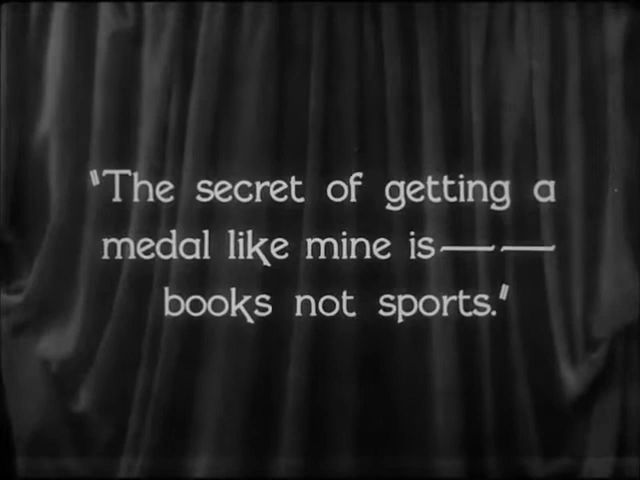 "The secret of getting a
medal like mine is — —
books not sports."